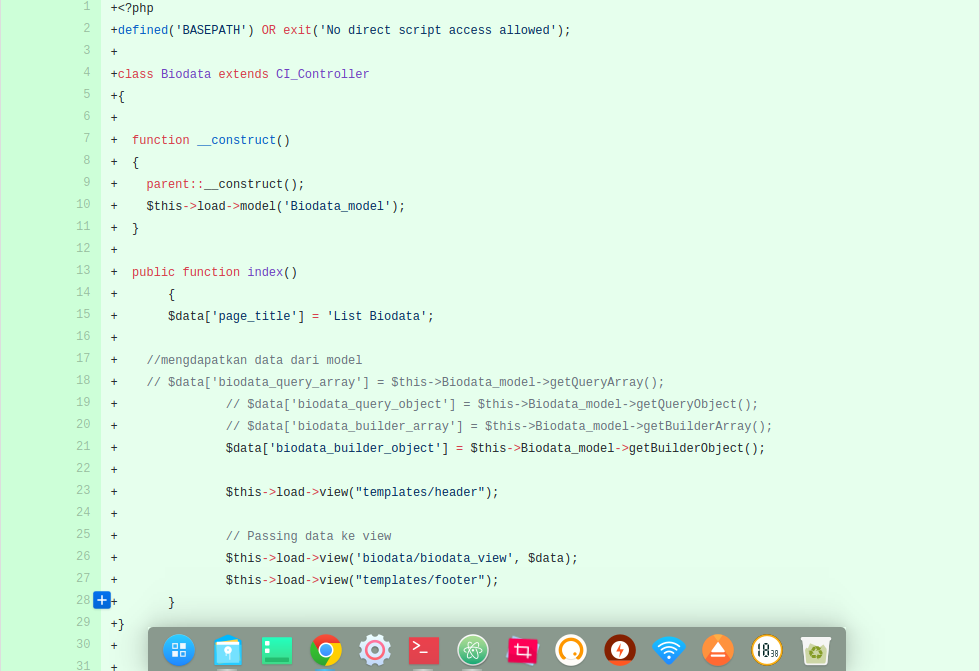 1 +<?php
2 +defined('BASEPATH') OR exit('No direct script access allowed');
3 +
4 +class Biodata extends CI_Controller
5 +{
6 +
7 +  function __construct()
8 +  {
9 +    parent::__construct();
10 +    $this->load->model('Biodata_model');
11 +  }
12 +
13 +  public function index()
14 +       {
15 +       $data['page_title'] = 'List Biodata';
16 +
17 +    //mengdapatkan data dari model
18 +    // $data['biodata_query_array'] = $this->Biodata_model->getQueryArray();
19 +               // $data['biodata_query_object'] = $this->Biodata_model->getQueryObject();
20 +               // $data['biodata_builder_array'] = $this->Biodata_model->getBuilderArray();
21 +               $data['biodata_builder_object'] = $this->Biodata_model->getBuilderObject();
22 +
23 +               $this->load->view("templates/header");
24 +
25 +               // Passing data ke view
26 +               $this->load->view('biodata/biodata_view', $data);
27 +               $this->load->view("templates/footer");
28 +       }
29 +}
30 +
31 +
18 38